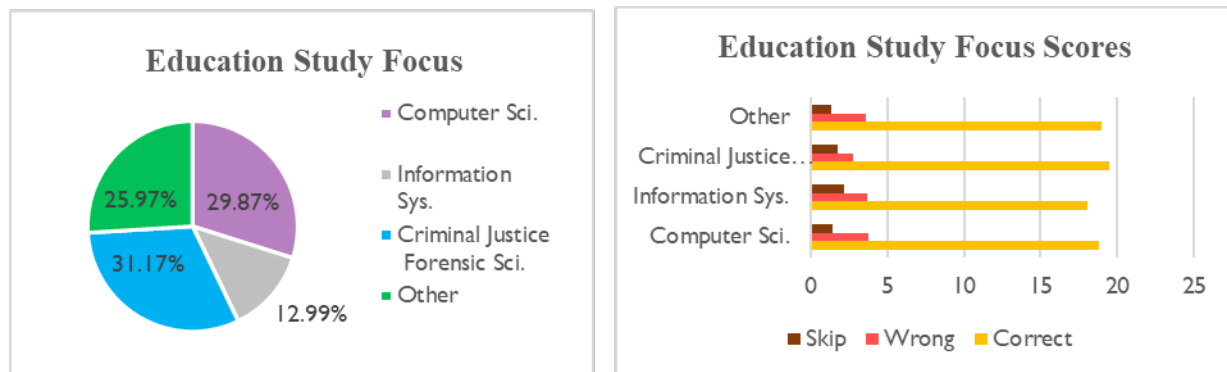 Education Study Focus
Computer Sci.
Information
Sys.
Criminal Justice
Forensic Sci.
Other
25.97%
29.87%
31.17%
12.99%
Education Study Focus Scores
Other
Criminal Justice...
Information Sys.
Computer Sci.
0 5 10 15 20 25
Skip Wrong Correct